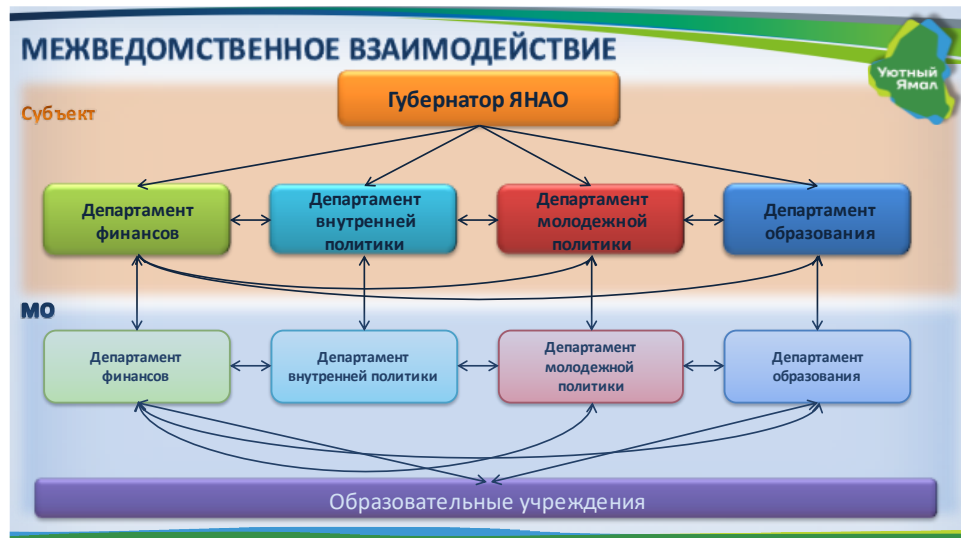 МЕЖВЕДОМСТВЕННОЕ ВЗАИМОДЕЙСТВИЕ
Уютный
Ямал
Губернатор ЯНАО
Субъект
Департамент
финансов
Департамент
внутренней
политики
Департамент
молодежной
политики
Департамент
образования
МО
Департамент
финансов
Департамент
внутренней политики
Департамент
молодежной
политики
Департамент
образования
Образовательные учреждения